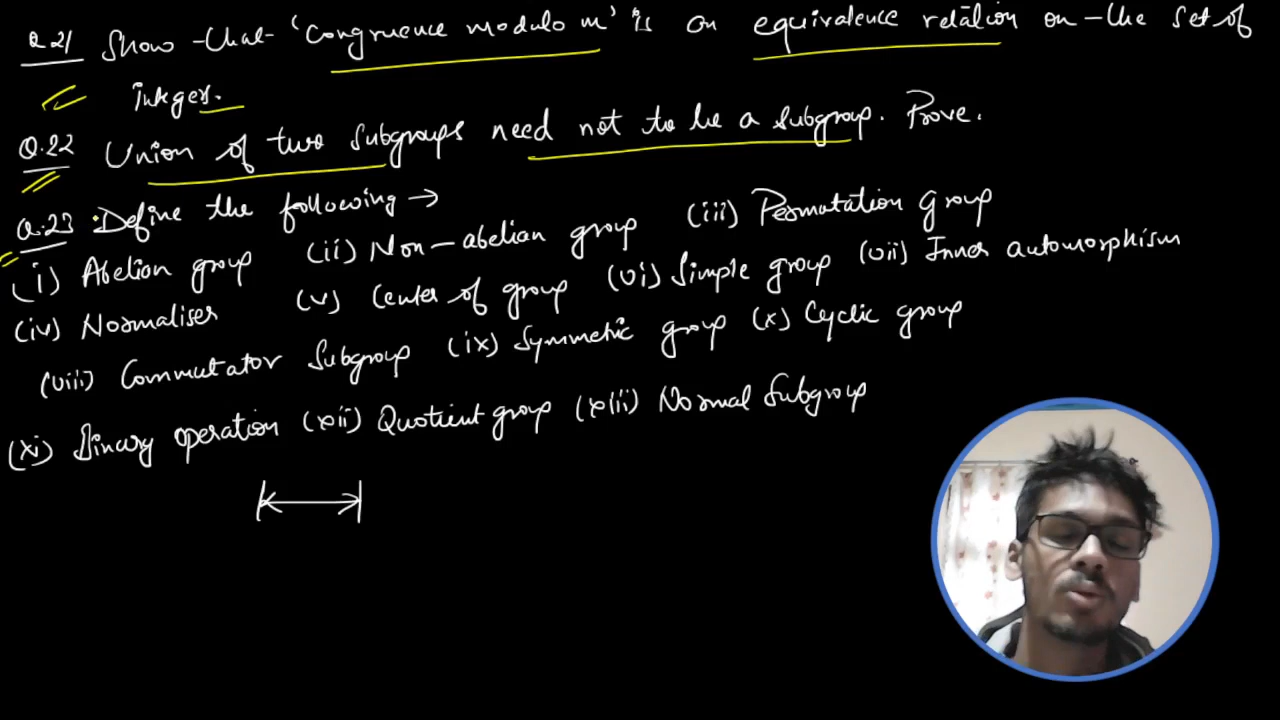 Q.21 Show that 'Congruence modulo m' is an equivalence relation on the set of
integers.
Q.22 Union of two subgroups need not to be a subgroup. Prove.
Q.23 Define the following →
(i) Abelian group (ii) Non-abelian group (iii) Permutation group
(iv) Normaliser (v) Center of group (vi) Simple group (vii) Inner automorphism
(viii) Commutator Subgroup (ix) Symmetric group (x) Cyclic group
(xi) Binary operation (xii) Quotient group (xiii) Normal Subgroup